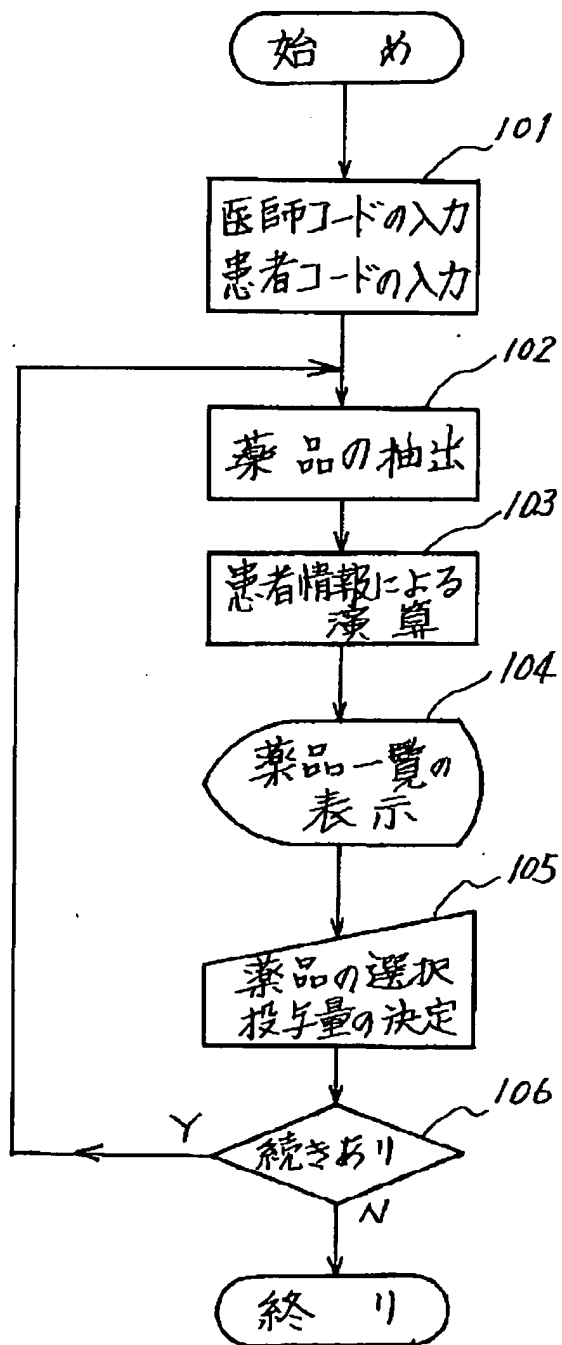 始め
101
医師コードの入力
患者コードの入力
102
薬品の抽出
103
患者情報による
演算
104
薬品一覧の
表示
105
薬品の選択
投与量の決定
106
続きあり
Y
N
終り